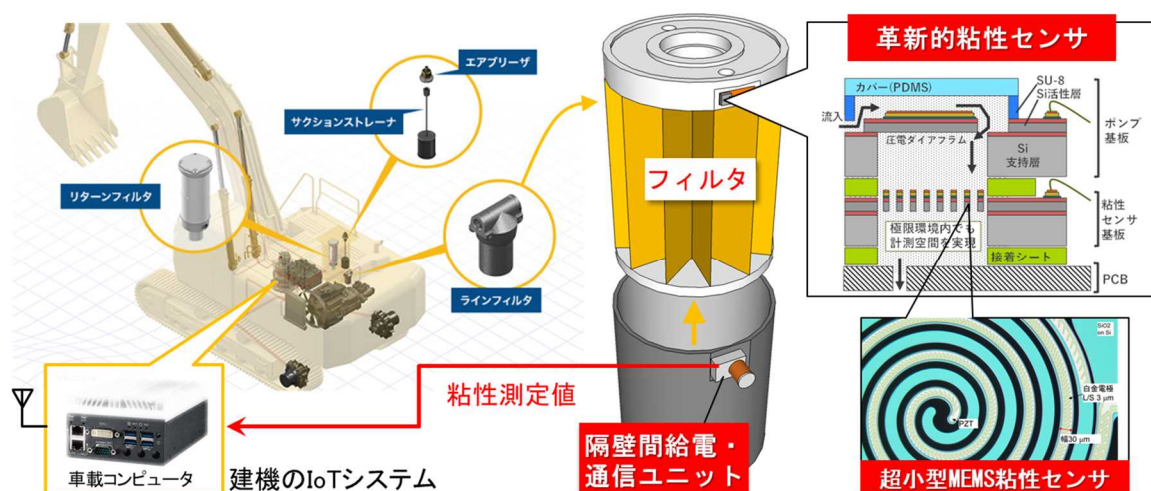 エアブリーザ
サクションストレーナ
リターンフィルタ
ラインフィルタ
フィルタ
革新的粘性センサ
カバー(PDMS)
SU-8
Si活性層
流入
圧電ダイアフラム
Si
支持層
ポンプ
基板
極限環境内でも
計測空間を実現
粘性
センサ
基板
接着シート
PCB
粘性測定値
隔壁間給電・
通信ユニット
車載コンピュータ
建機のIoTシステム
SiO2
on Si
白金電極
L/S 3 μm
PZT
幅30 μm
超小型MEMS粘性センサ